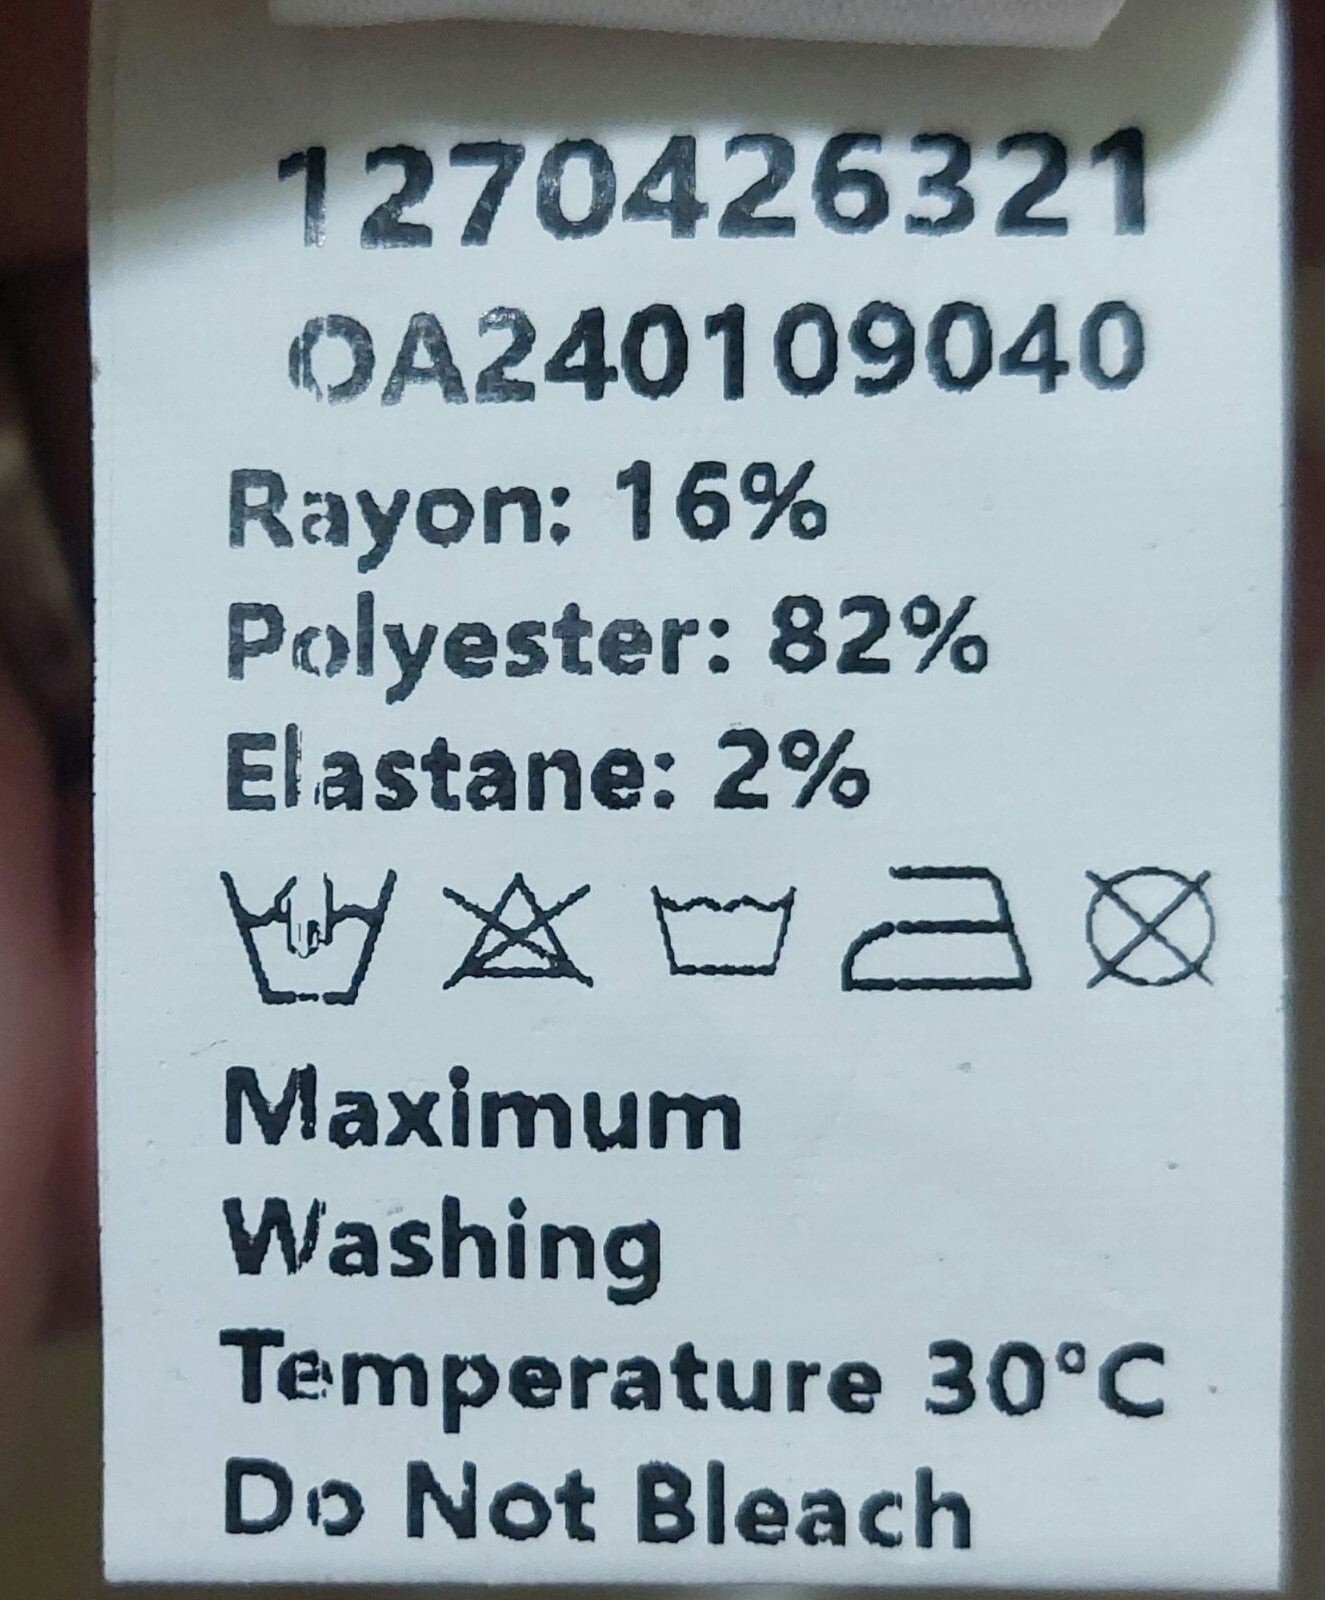 1270426321
OA240109040
Rayon: 16%
Polyester: 82%
Elastane: 2%
Maximum
Washing
Temperature 30°C
Do Not Bleach